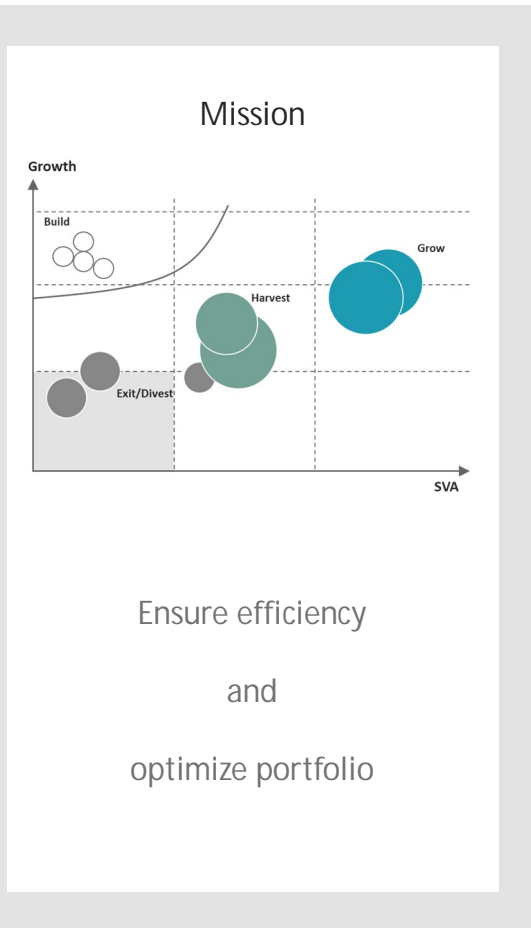 Mission
Growth
Build
Grow
Harvest
Exit/Divest
SVA
Ensure efficiency
and
optimize portfolio